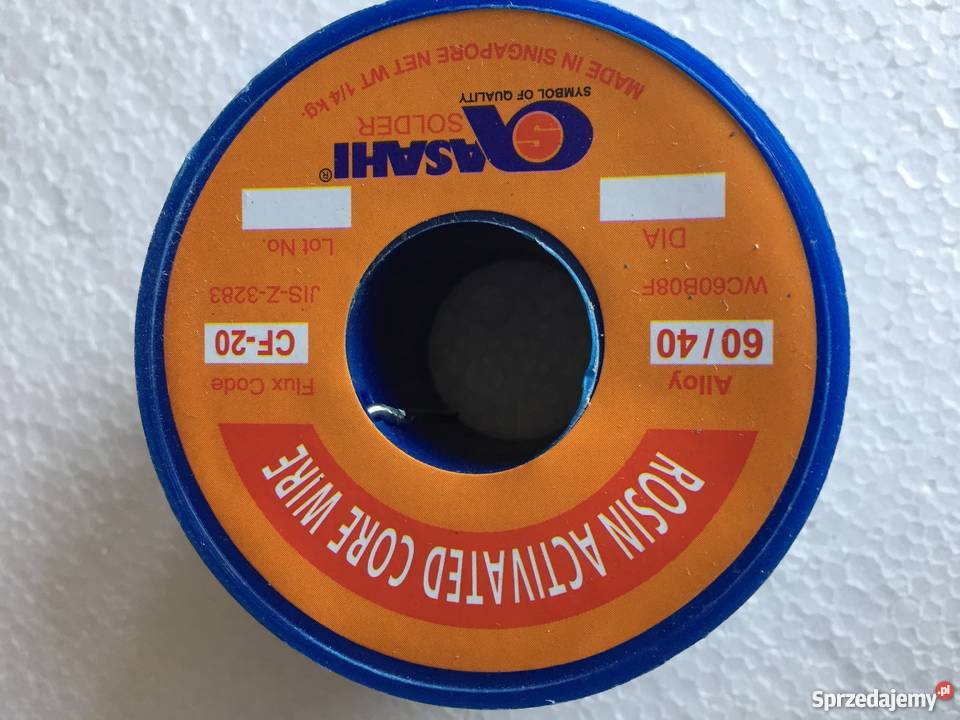 ROSIN ACTIVATED CORE WIRE
Alloy
60/40
WC60B08F
DIA
Flux Code
CF-20
JIS-Z-3283
Lot No.
S ASAHI®
SOLDER
SYMBOL OF QUALITY
MADE IN SINGAPORE NET WT 1/4 kg.
Sprzedajemy.pl